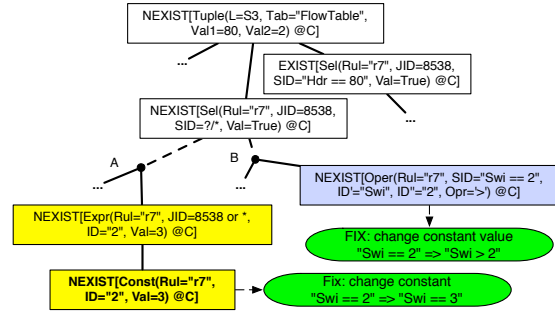 NEXIST[Tuple(L=S3, Tab="FlowTable",
Val1=80, Val2=2) @C]
...
EXIST[Sel(Rul="r7", JID=8538,
SID="Hdr == 80", Val=True) @C]
...
NEXIST[Sel(Rul="r7", JID=8538,
SID=?/*, Val=True) @C]
A
B
...
...
NEXIST[Oper(Rul="r7", SID="Swi == 2",
ID'="Swi", ID''="2", Opr='>') @C]
NEXIST[Expr(Rul="r7", JID=8538 or *,
ID="2", Val=3) @C]
FIX: change constant value
"Swi == 2" => "Swi > 2"
NEXIST[Const(Rul="r7",
ID="2", Val=3) @C]
Fix: change constant
"Swi == 2" => "Swi == 3"